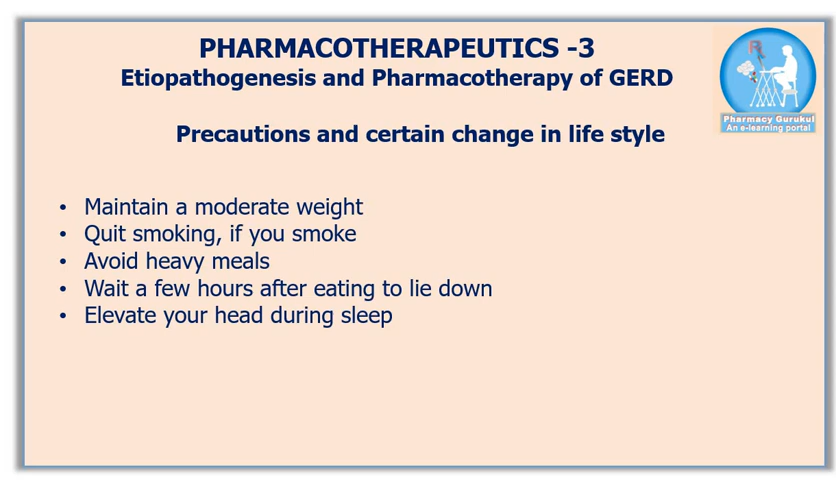 PHARMACOTHERAPEUTICS -3
Etiopathogenesis and Pharmacotherapy of GERD
Rx
Pharmacy Gurukul
An e-learning portal
Precautions and certain change in life style
• Maintain a moderate weight
• Quit smoking, if you smoke
• Avoid heavy meals
• Wait a few hours after eating to lie down
• Elevate your head during sleep